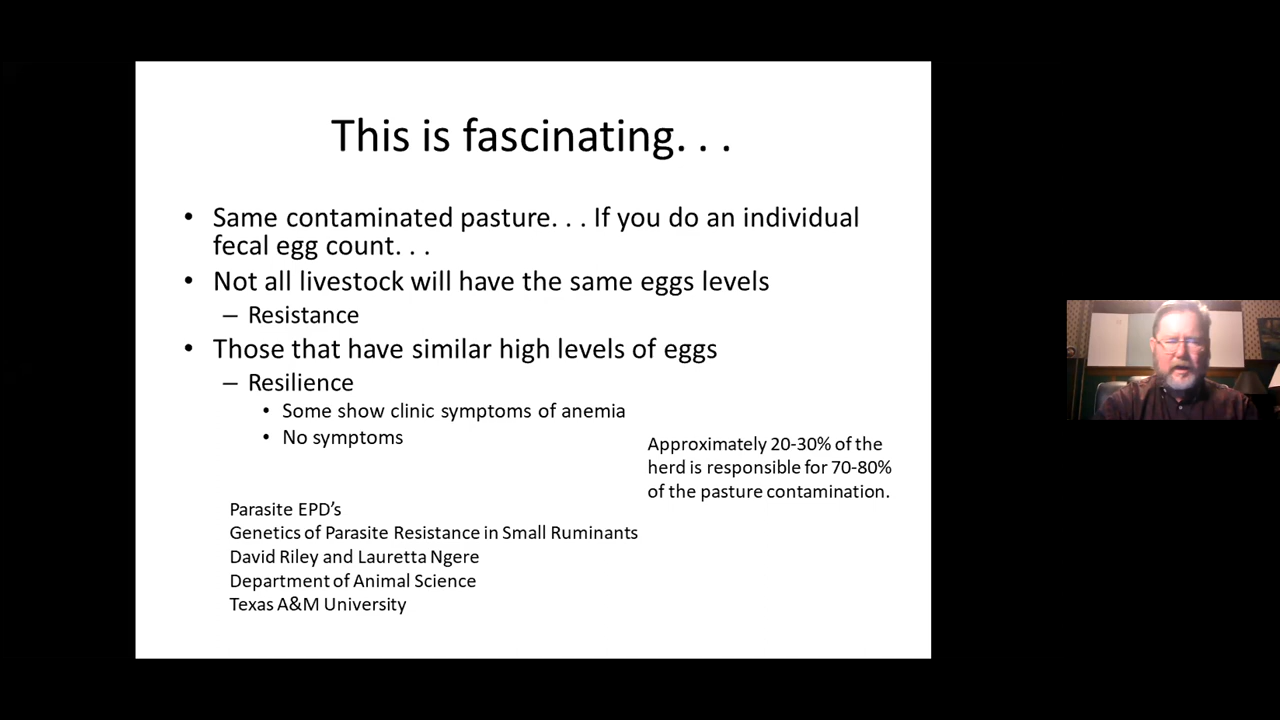 This is fascinating. . .
• Same contaminated pasture. . . If you do an individual
fecal egg count. . .
• Not all livestock will have the same eggs levels
– Resistance
• Those that have similar high levels of eggs
– Resilience
• Some show clinic symptoms of anemia
• No symptoms
Approximately 20-30% of the
herd is responsible for 70-80%
of the pasture contamination.
Parasite EPD’s
Genetics of Parasite Resistance in Small Ruminants
David Riley and Lauretta Ngere
Department of Animal Science
Texas A&M University